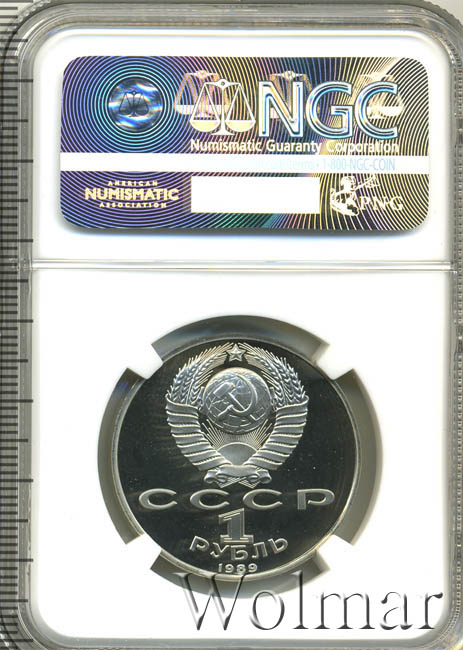 NGC
Numismatic Guaranty Corporation
1-800-NGC-COIN
AMERICAN
NUMISMATIC
ASSOCIATION
PNG
СССР
1
РУБЛЬ
1989
Wolmar